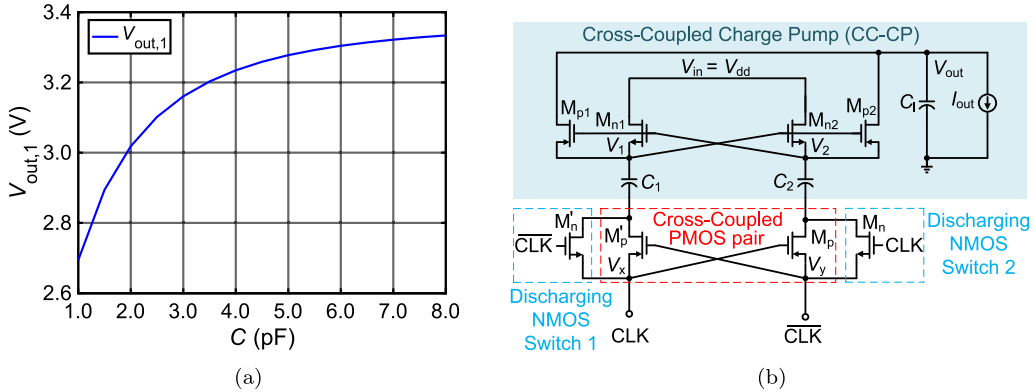 V_out,1
V_out,1 (V)
3.4
3.2
3.0
2.8
2.6
1.0 2.0 3.0 4.0 5.0 6.0 7.0 8.0
C (pF)
(a)
Cross-Coupled Charge Pump (CC-CP)
V_in = V_dd
V_out
M_p1
M_n1
M_n2
M_p2
C_l
I_out
V_1
V_2
C_1
C_2
M'_n
M'_p
Cross-Coupled
PMOS pair
M_p
M_n
Discharging
NMOS
Switch 2
C̅L̅K̅
CLK
V_x
V_y
Discharging
NMOS
Switch 1
CLK
C̅L̅K̅
(b)